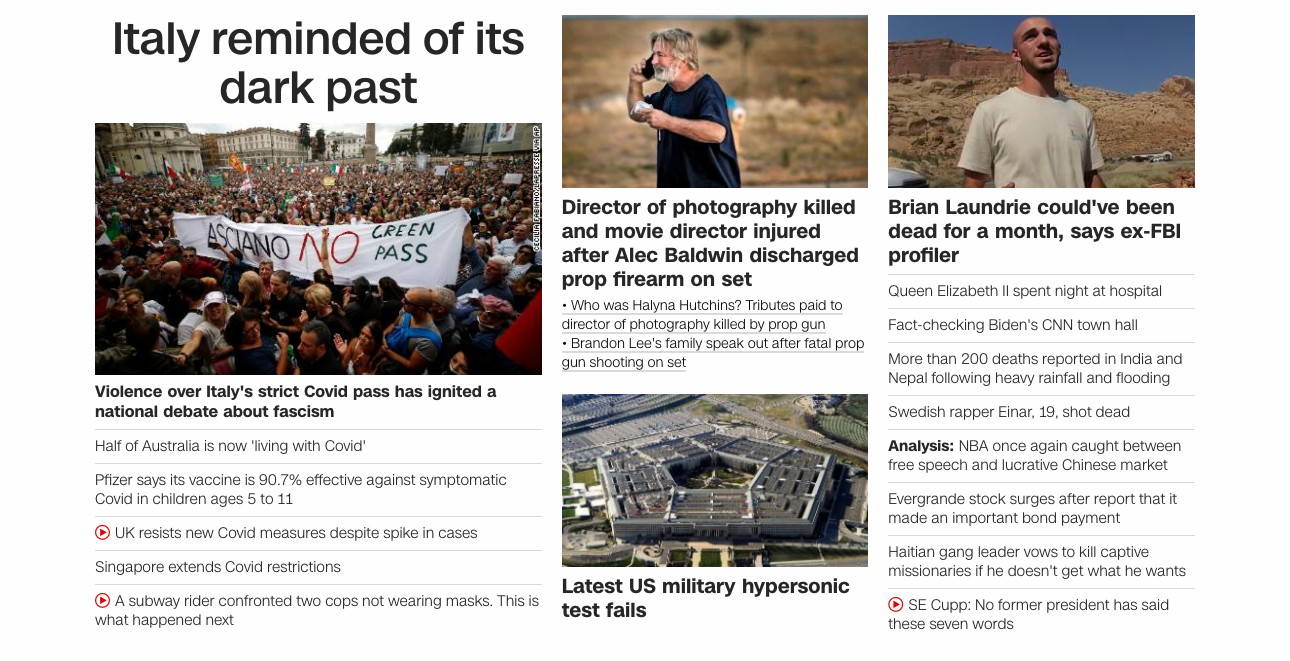 Italy reminded of its
dark past
CECILIA FABIANO/LAPRESSE VIA AP
ASCIANO NO GREEN
PASS
Violence over Italy's strict Covid pass has ignited a
national debate about fascism
Half of Australia is now 'living with Covid'
Pfizer says its vaccine is 90.7% effective against symptomatic
Covid in children ages 5 to 11
UK resists new Covid measures despite spike in cases
Singapore extends Covid restrictions
A subway rider confronted two cops not wearing masks. This is
what happened next
Director of photography killed
and movie director injured
after Alec Baldwin discharged
prop firearm on set
• Who was Halyna Hutchins? Tributes paid to
director of photography killed by prop gun
• Brandon Lee's family speak out after fatal prop
gun shooting on set
Latest US military hypersonic
test fails
Brian Laundrie could've been
dead for a month, says ex-FBI
profiler
Queen Elizabeth II spent night at hospital
Fact-checking Biden's CNN town hall
More than 200 deaths reported in India and
Nepal following heavy rainfall and flooding
Swedish rapper Einar, 19, shot dead
Analysis: NBA once again caught between
free speech and lucrative Chinese market
Evergrande stock surges after report that it
made an important bond payment
Haitian gang leader vows to kill captive
missionaries if he doesn't get what he wants
SE Cupp: No former president has said
these seven words